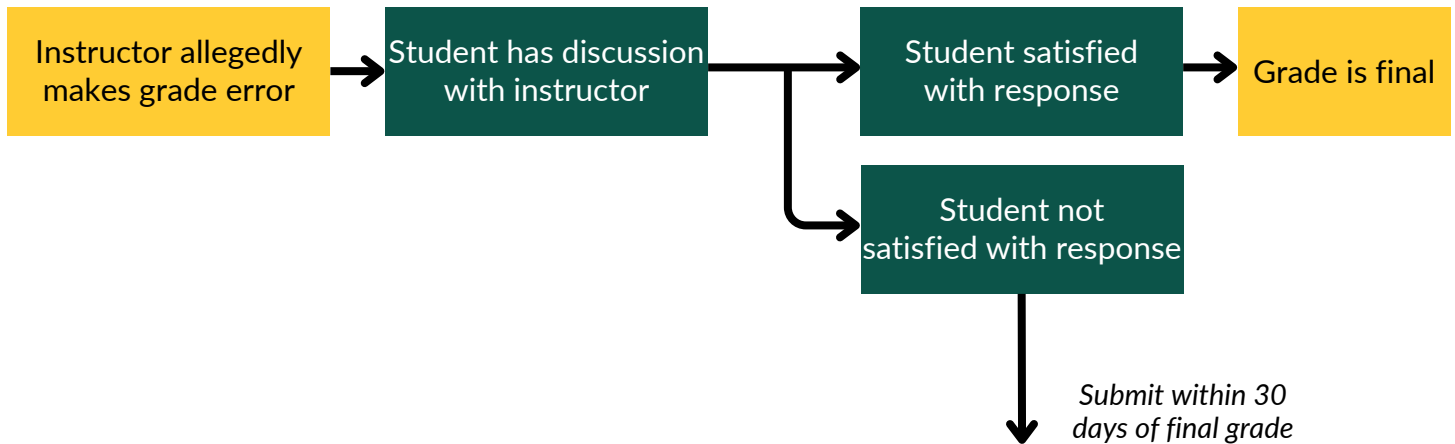 Instructor allegedly
makes grade error
Student has discussion
with instructor
Student satisfied
with response
Grade is final
Student not
satisfied with response
Submit within 30
days of final grade